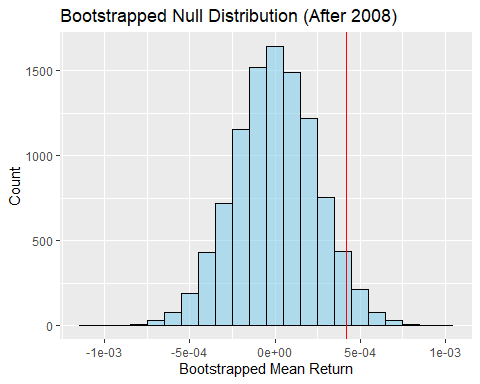 Bootstrapped Null Distribution (After 2008)
Count
1500
1000
500
0
-1e-03
-5e-04
0e+00
5e-04
1e-03
Bootstrapped Mean Return